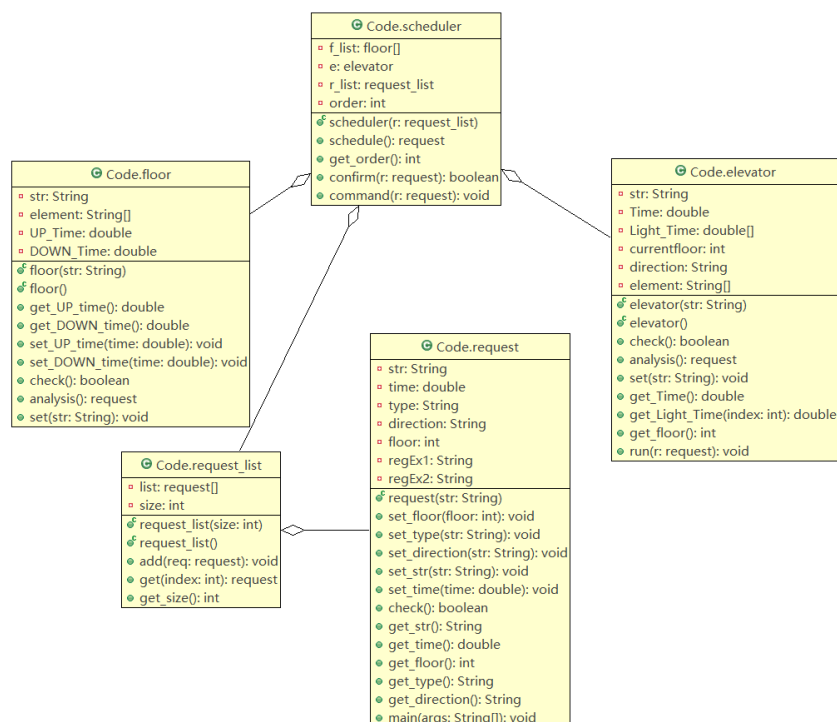 Code.scheduler
f_list: floor[]
e: elevator
r_list: request_list
order: int
scheduler(r: request_list)
schedule(): request
get_order(): int
confirm(r: request): boolean
command(r: request): void
Code.floor
str: String
element: String[]
UP_Time: double
DOWN_Time: double
floor(str: String)
floor()
get_UP_time(): double
get_DOWN_time(): double
set_UP_time(time: double): void
set_DOWN_time(time: double): void
check(): boolean
analysis(): request
set(str: String): void
Code.elevator
str: String
Time: double
Light_Time: double[]
currentfloor: int
direction: String
element: String[]
elevator(str: String)
elevator()
check(): boolean
analysis(): request
set(str: String): void
get_Time(): double
get_Light_Time(index: int): double
get_floor(): int
run(r: request): void
Code.request
str: String
time: double
type: String
direction: String
floor: int
regEx1: String
regEx2: String
request(str: String)
set_floor(floor: int): void
set_type(str: String): void
set_direction(str: String): void
set_str(str: String): void
set_time(time: double): void
check(): boolean
get_str(): String
get_time(): double
get_floor(): int
get_type(): String
get_direction(): String
main(args: String[]): void
Code.request_list
list: request[]
size: int
request_list(size: int)
request_list()
add(req: request): void
get(index: int): request
get_size(): int